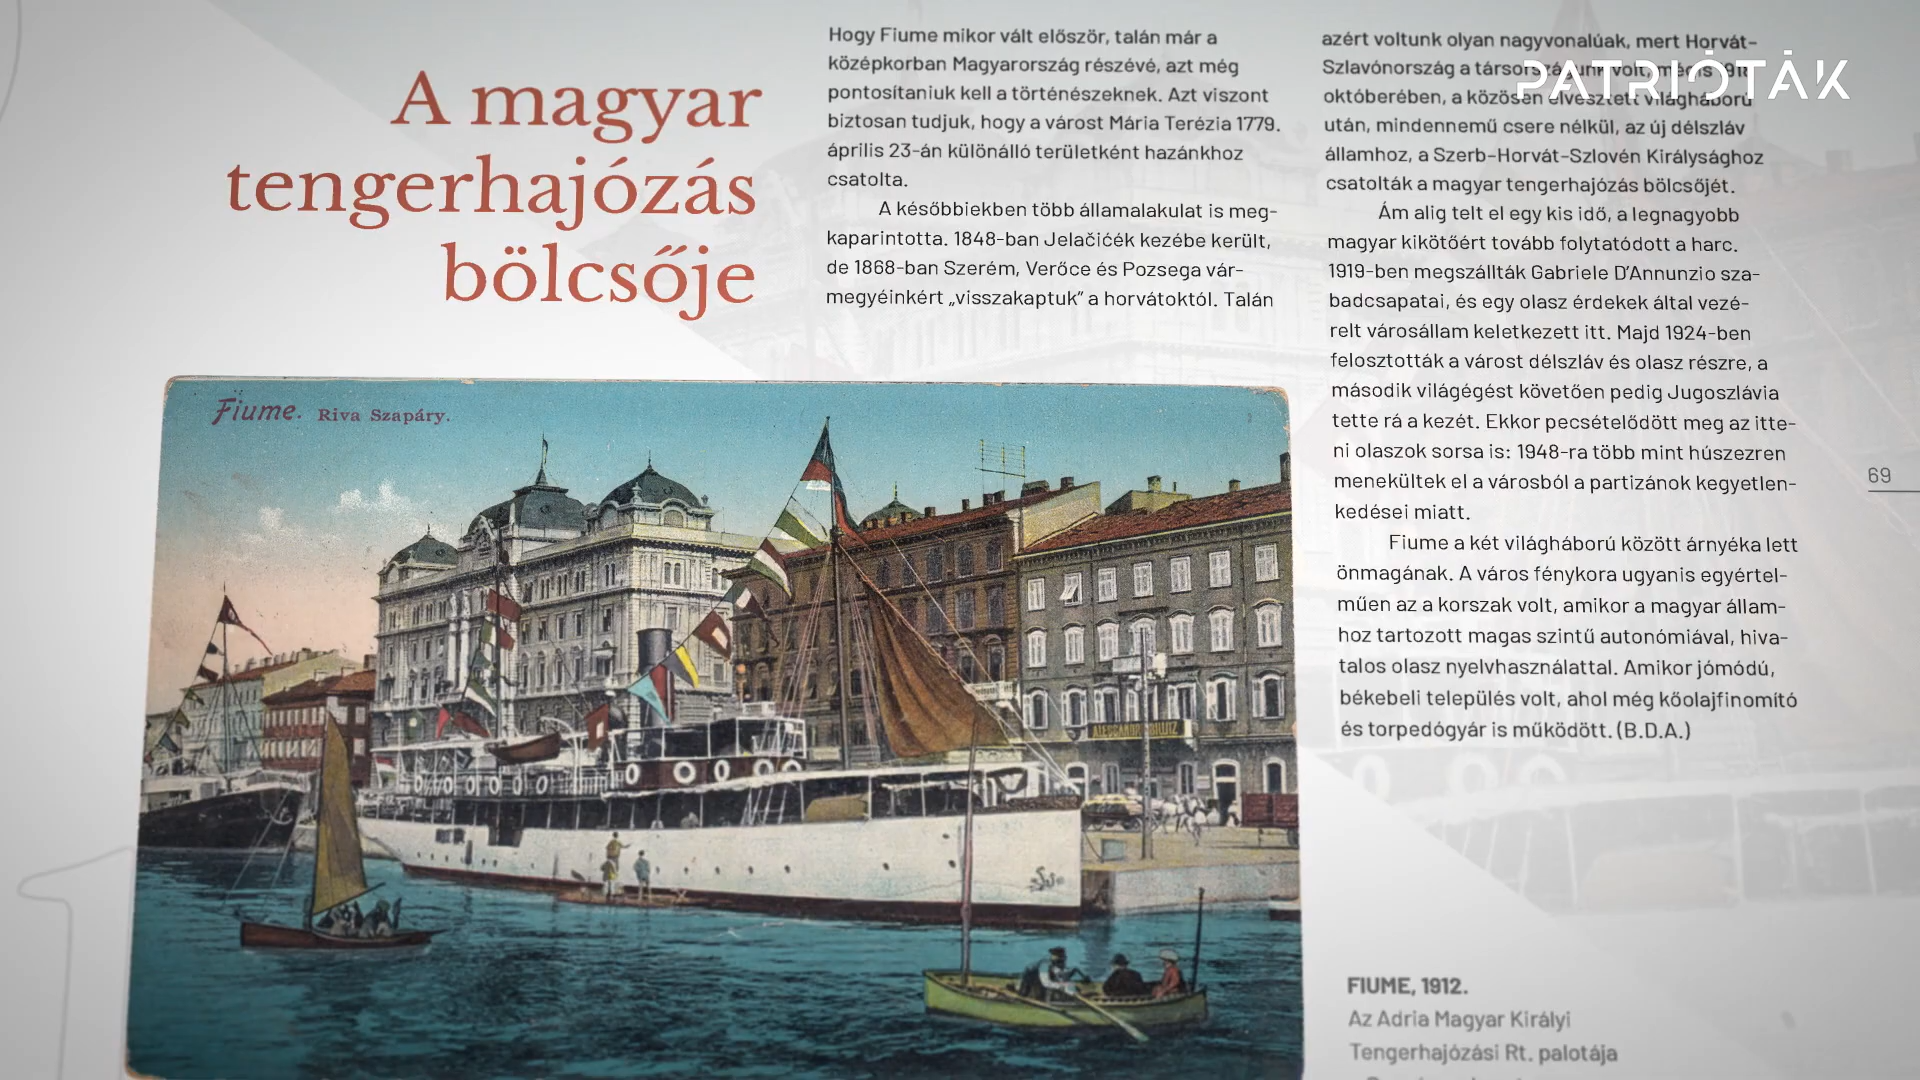 A magyar
tengerhajózás
bölcsője
Hogy Fiume mikor vált először, talán már a
középkorban Magyarország részévé, azt még
pontosítaniuk kell a történészeknek. Azt viszont
biztosan tudjuk, hogy a várost Mária Terézia 1779.
április 23-án különálló területként hazánkhoz
csatolta.
A későbbiekben több államalakulat is meg-
kaparintotta. 1848-ban Jelačićék kezébe került,
de 1868-ban Szerém, Verőce és Pozsega vár-
megyéinkért „visszakaptuk” a horvátoktól. Talán
azért voltunk olyan nagyvonalúak, mert Horvát-
Szlavónország a társországunk volt, mégis 1918
októberében, a közösen elvesztett világháború
után, mindennemű csere nélkül, az új délszláv
államhoz, a Szerb-Horvát-Szlovén Királysághoz
csatolták a magyar tengerhajózás bölcsőjét.
Ám alig telt el egy kis idő, a legnagyobb
magyar kikötőért tovább folytatódott a harc.
1919-ben megszállták Gabriele D’Annunzio sza-
badcsapatai, és egy olasz érdekek által vezé-
relt városállam keletkezett itt. Majd 1924-ben
felosztották a várost délszláv és olasz részre, a
második világégést követően pedig Jugoszlávia
tette rá a kezét. Ekkor pecsételődött meg az itte-
ni olaszok sorsa is: 1948-ra több mint húszezren
menekültek el a városból a partizánok kegyetlen-
kedései miatt.
Fiume a két világháború között árnyéka lett
önmagának. A város fénykora ugyanis egyértel-
műen az a korszak volt, amikor a magyar állam-
hoz tartozott magas szintű autonómiával, hiva-
talos olasz nyelvhasználattal. Amikor jómódú,
békebeli település volt, ahol még kőolajfinomító
és torpedógyár is működött. (B.D.A.)
PATRIÓTÁK
69
Fiume. Riva Szapáry.
FIUME, 1912.
Az Adria Magyar Királyi
Tengerhajózási Rt. palotája